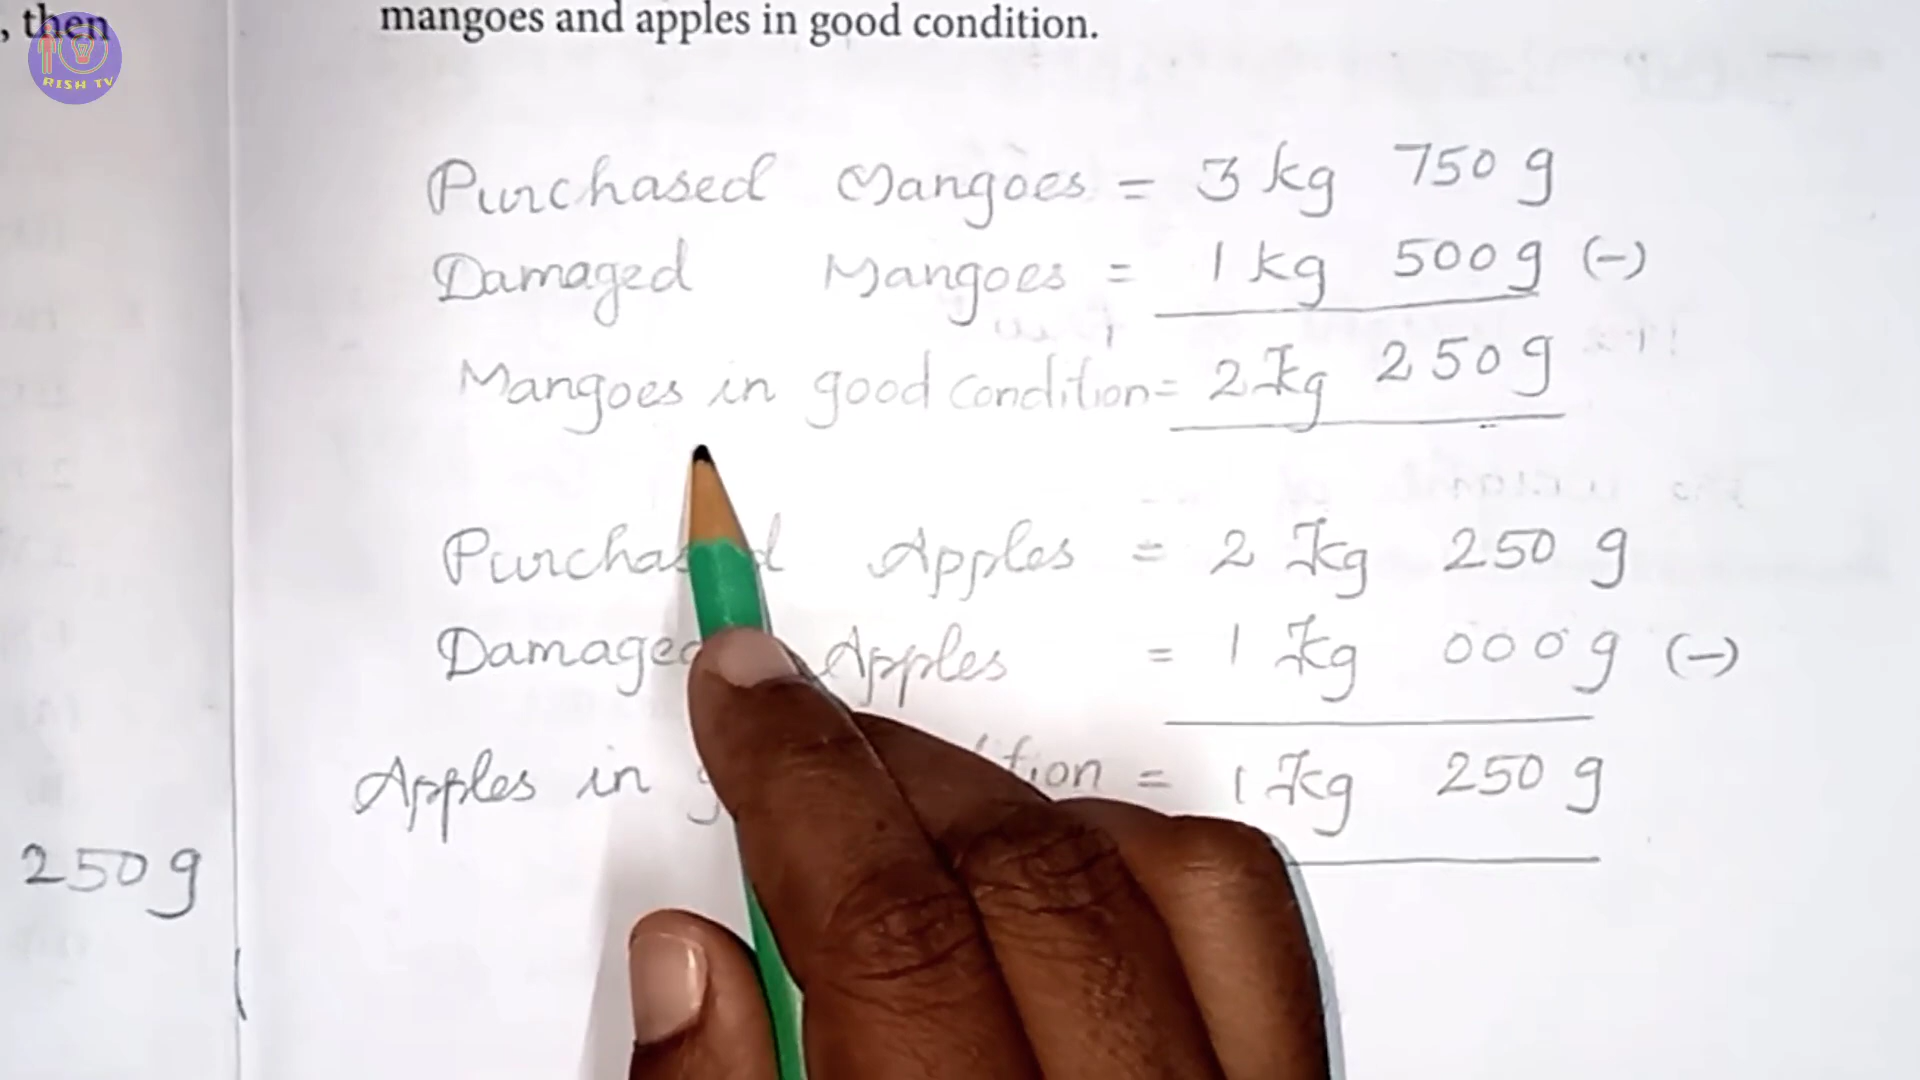 , then
RISH TV
mangoes and apples in good condition.
Purchased Mangoes = 3 kg 750 g
Damaged Mangoes = 1 kg 500 g (-)
Mangoes in good condition = 2 kg 250 g
Purchased Apples = 2 kg 250 g
Damaged Apples = 1 kg 000 g (-)
Apples in = 1 kg 250 g
250 g